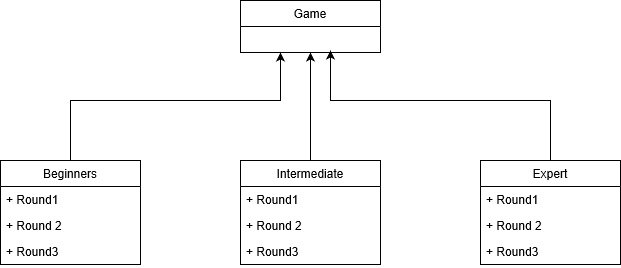 Game
Beginners
+ Round1
+ Round 2
+ Round3
Intermediate
+ Round1
+ Round 2
+ Round3
Expert
+ Round1
+ Round 2
+ Round3